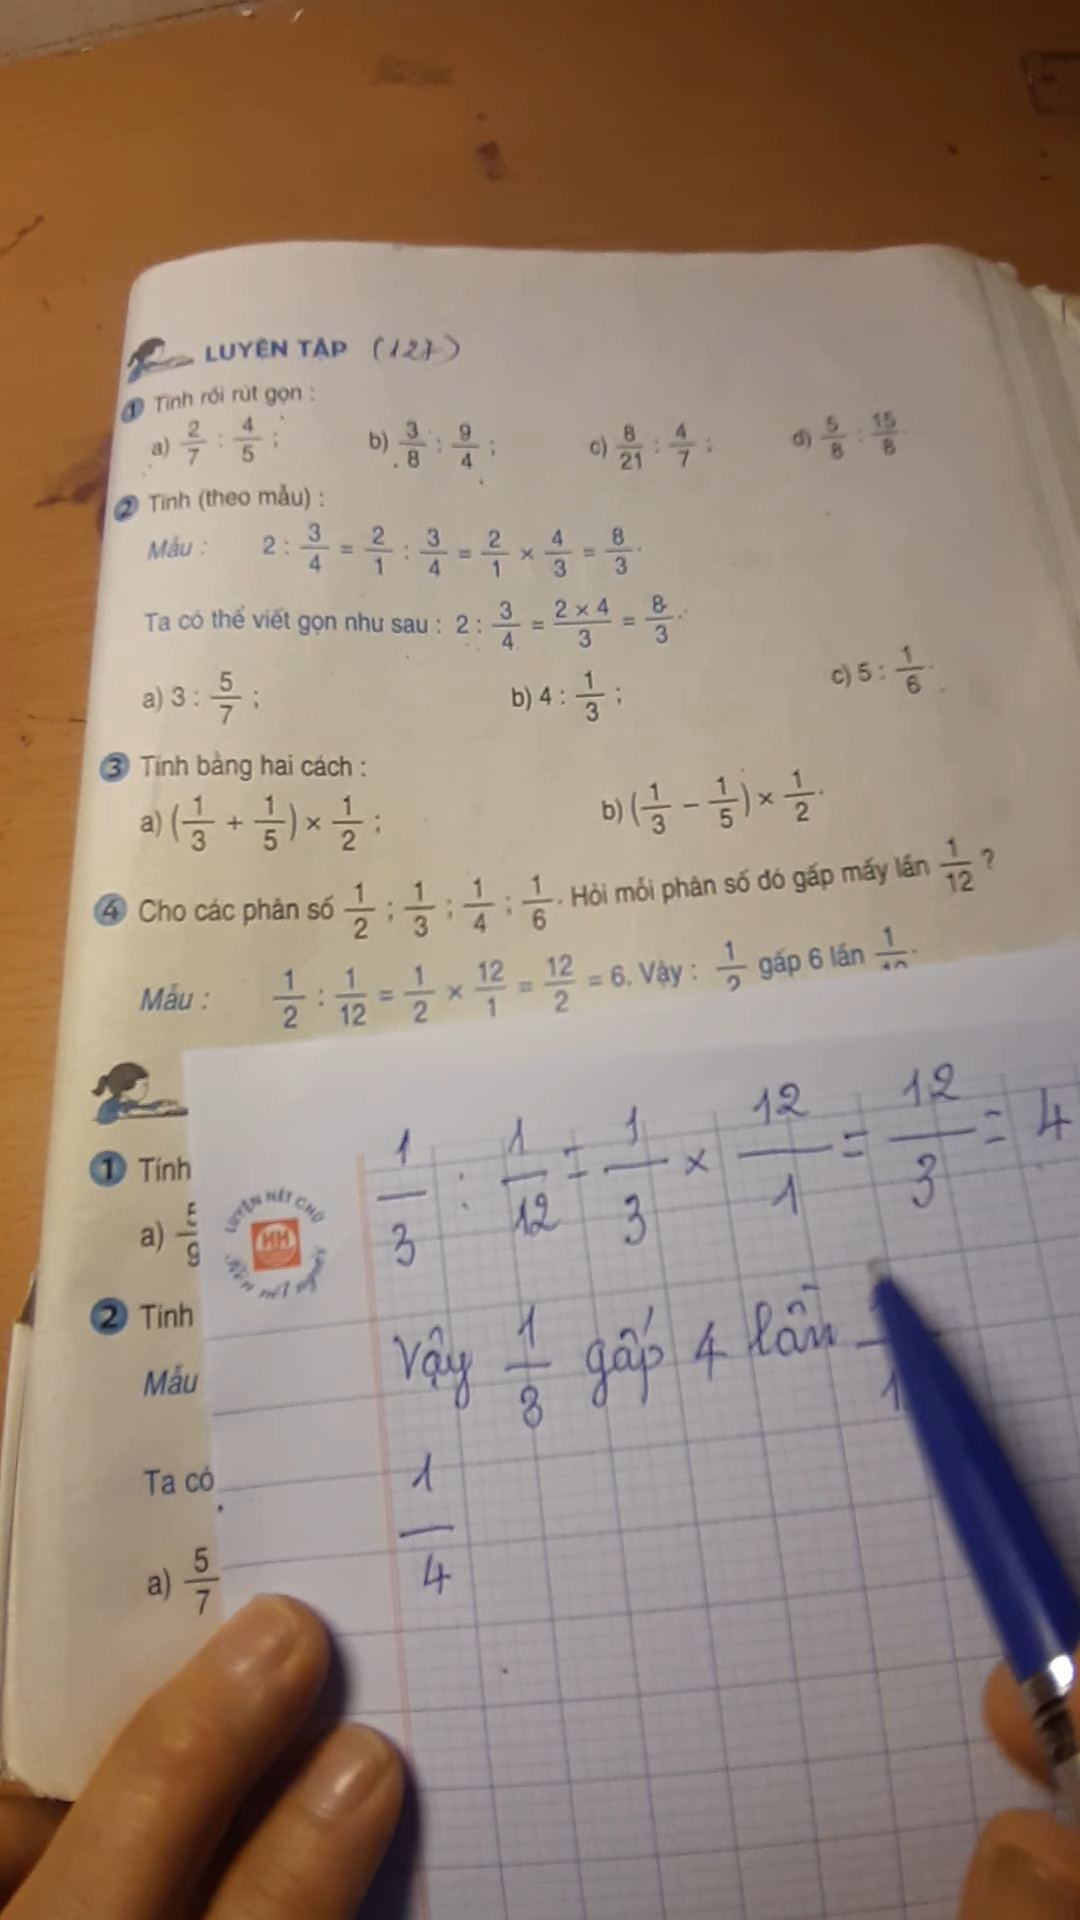 LUYỆN TẬP (127)
1 Tính rồi rút gọn :
a) 2/7 : 4/5 ; b) 3/8 : 9/4 ; c) 8/21 : 4/7 ; d) 5/8 : 15/8 .
2 Tính (theo mẫu) :
Mẫu : 2 : 3/4 = 2/1 : 3/4 = 2/1 × 4/3 = 8/3 .
Ta có thể viết gọn như sau : 2 : 3/4 = 2 × 4/3 = 8/3 .
a) 3 : 5/7 ; b) 4 : 1/3 ; c) 5 : 1/6 .
3 Tính bằng hai cách :
a) (1/3 + 1/5) × 1/2 ; b) (1/3 − 1/5) × 1/2 .
4 Cho các phân số 1/2 ; 1/3 ; 1/4 ; 1/6 . Hỏi mỗi phân số đó gấp mấy lần 1/12 ?
Mẫu : 1/2 : 1/12 = 1/2 × 12/1 = 12/2 = 6. Vậy : 1/2 gấp 6 lần
1/3 : 1/12 = 1/3 × 12/1 = 12/3 = 4
Vậy 1/3 gấp 4 lần
1/4
LUYỆN NÉT CHỮ
HH
1 Tính
a) 5/9
2 Tính
Mẫu
Ta có
a) 5/7